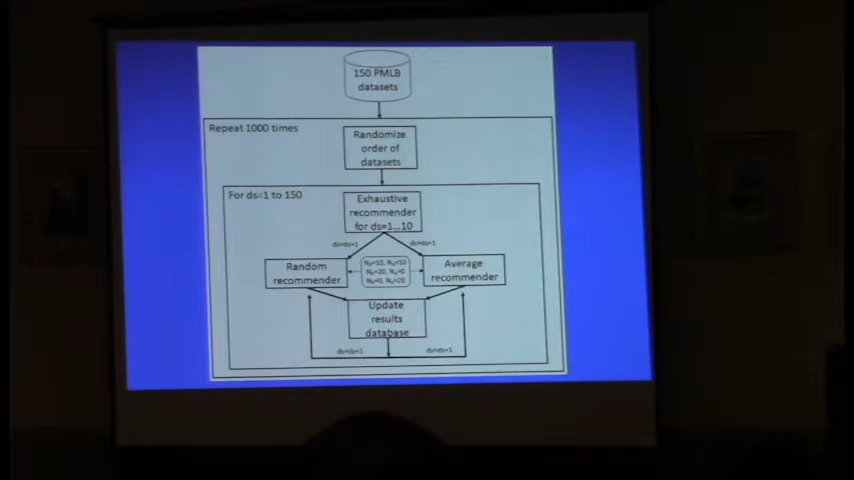 150 PMLB
datasets
Repeat 1000 times
Randomize
order of
datasets
For ds=1 to 150
Exhaustive
recommender
for ds=1...10
ds=ds+1
ds=ds+1
Random
recommender
Average
recommender
Update
results
database
ds=ds+1
ds=ds+1